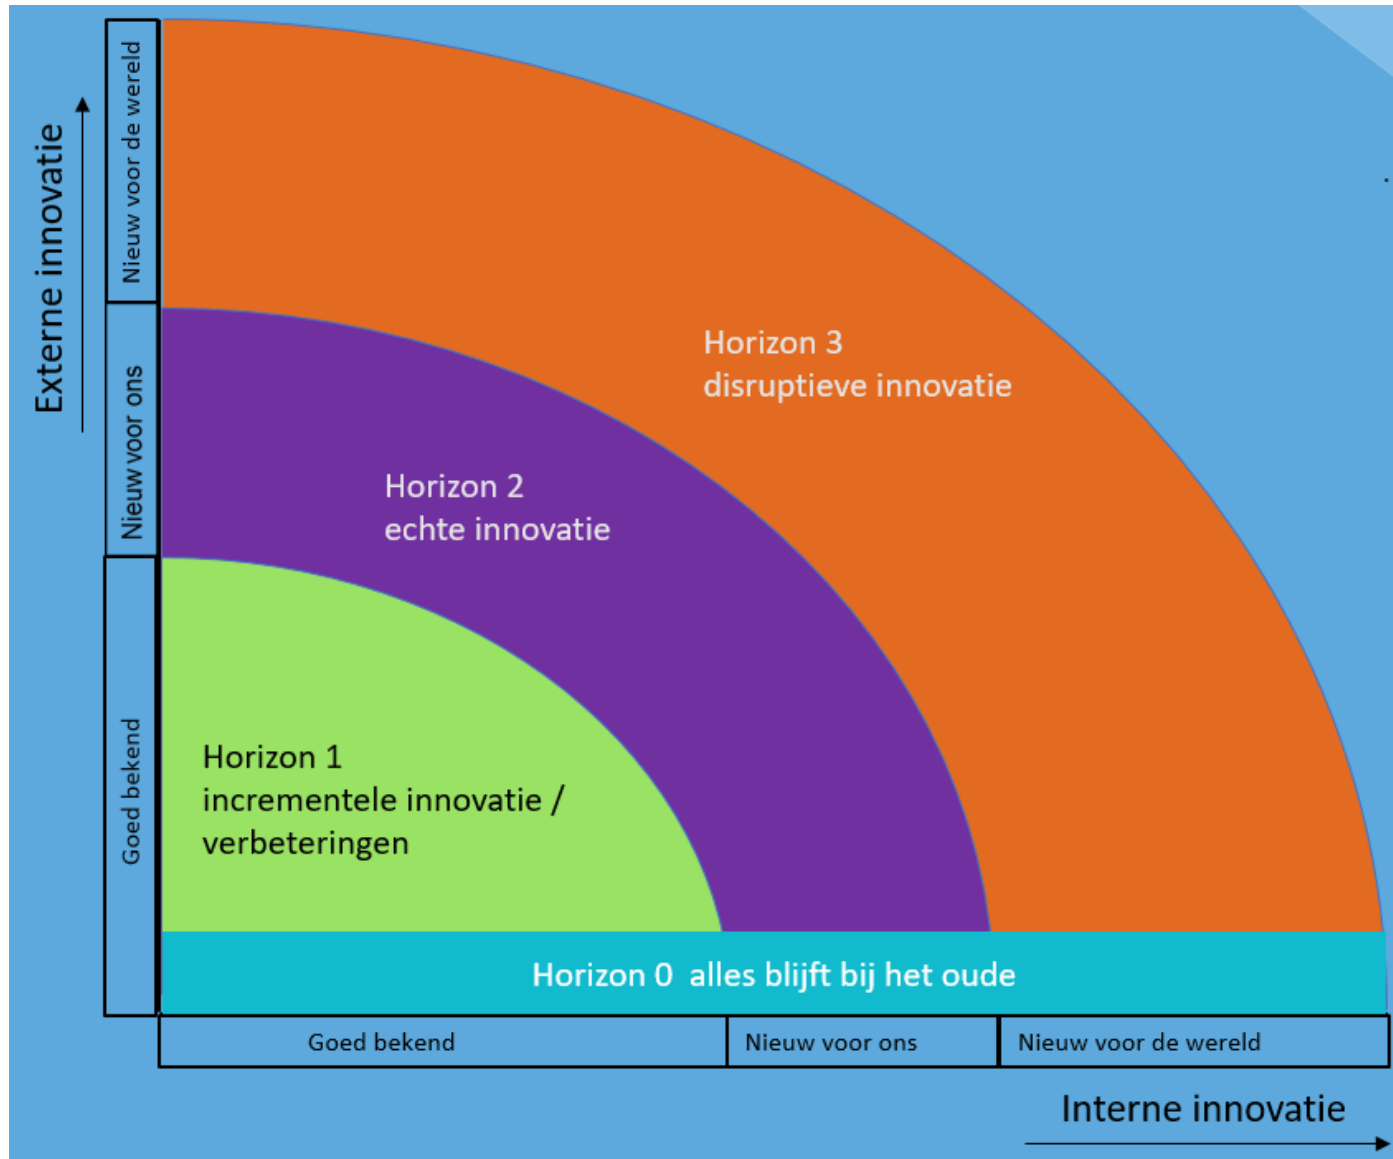 Externe innovatie
Nieuw voor de wereld
Nieuw voor ons
Goed bekend
Horizon 3
disruptieve innovatie
Horizon 2
echte innovatie
Horizon 1
incrementele innovatie /
verbeteringen
Horizon 0 alles blijft bij het oude
Goed bekend
Nieuw voor ons
Nieuw voor de wereld
Interne innovatie